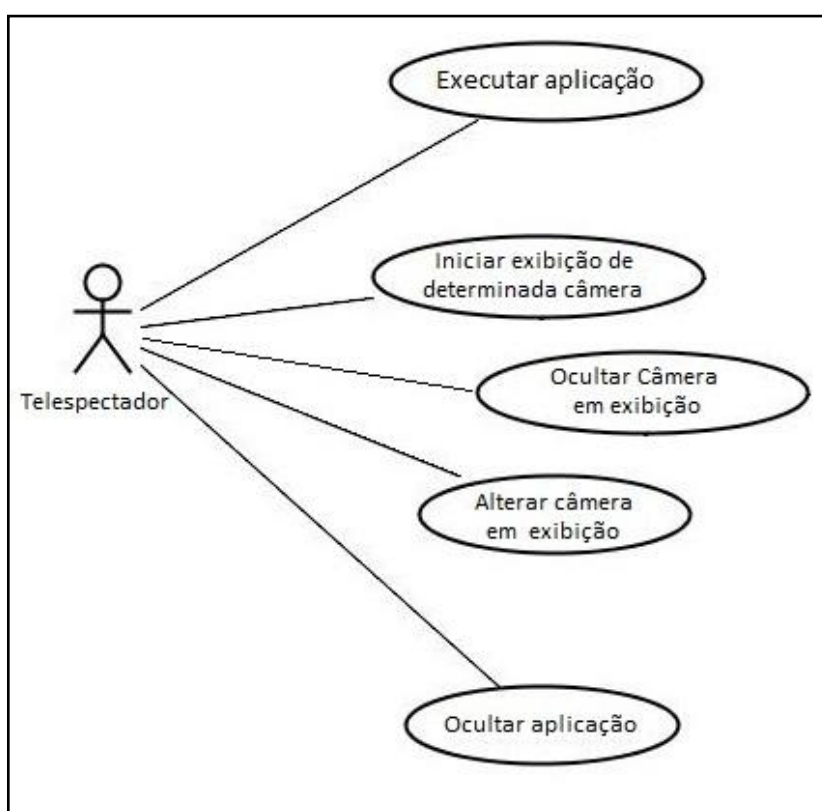 Executar aplicação
Iniciar exibição de
determinada câmera
Telespectador
Ocultar Câmera
em exibição
Alterar câmera
em exibição
Ocultar aplicação